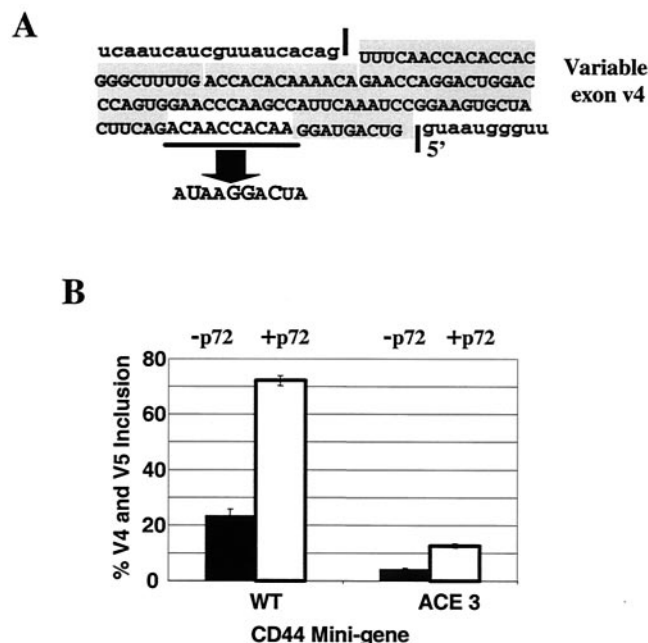 A
ucaaucaucguuaucacag UUUCAACCACACCAC
GGGCUUUUG ACCACACAAAACA GAACCAGGACUGGAC
CCAGUGGAACCCAAGCCAUUCAAAUCCGGAAGUGCUA
CUUCAGACAACCACAA GGAUGACUG guaauggguu
5'
AUAAGGACUA
Variable
exon v4
B
-p72 +p72 -p72 +p72
% V4 and V5 Inclusion
80
60
40
20
0
WT ACE 3
CD44 Mini-gene